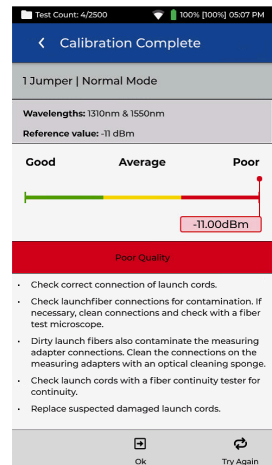 Test Count: 4/2500 100% [100%] 05:07 PM
Calibration Complete
1 Jumper | Normal Mode
Wavelengths: 1310nm & 1550nm
Reference value: -11 dBm
Good Average Poor
-11.00dBm
Poor Quality
• Check correct connection of launch cords.
• Check launchfiber connections for contamination. If
necessary, clean connections and check with a fiber
test microscope.
• Dirty launch fibers also contaminate the measuring
adapter connections. Clean the connections on the
measuring adapters with an optical cleaning sponge.
• Check launch cords with a fiber continuity tester for
continuity.
• Replace suspected damaged launch cords.
Ok Try Again